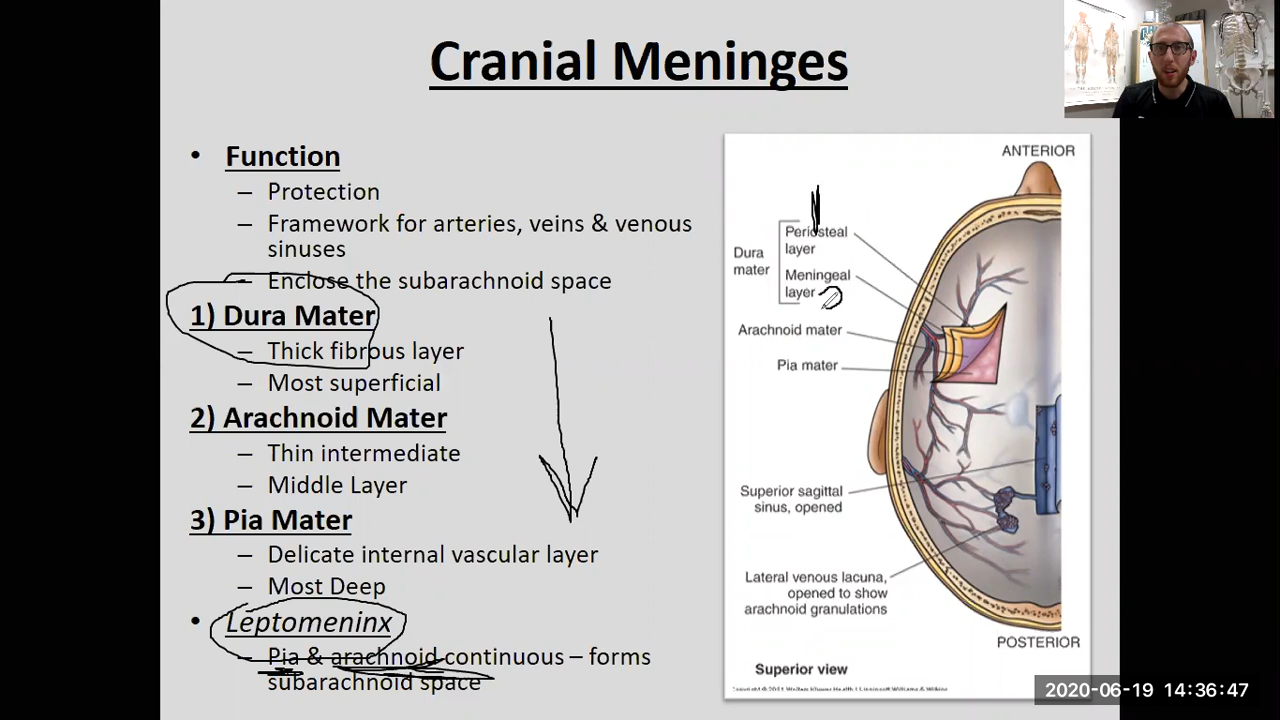 Cranial Meninges
• Function
– Protection
– Framework for arteries, veins & venous
sinuses
– Enclose the subarachnoid space
1) Dura Mater
– Thick fibrous layer
– Most superficial
2) Arachnoid Mater
– Thin intermediate
– Middle Layer
3) Pia Mater
– Delicate internal vascular layer
– Most Deep
• Leptomeninx
– Pia & arachnoid continuous – forms
subarachnoid space
ANTERIOR
Periosteal
layer
Dura
mater
Meningeal
layer
Arachnoid mater
Pia mater
Superior sagittal
sinus, opened
Lateral venous lacuna,
opened to show
arachnoid granulations
POSTERIOR
Superior view
2020-06-19 14:36:47